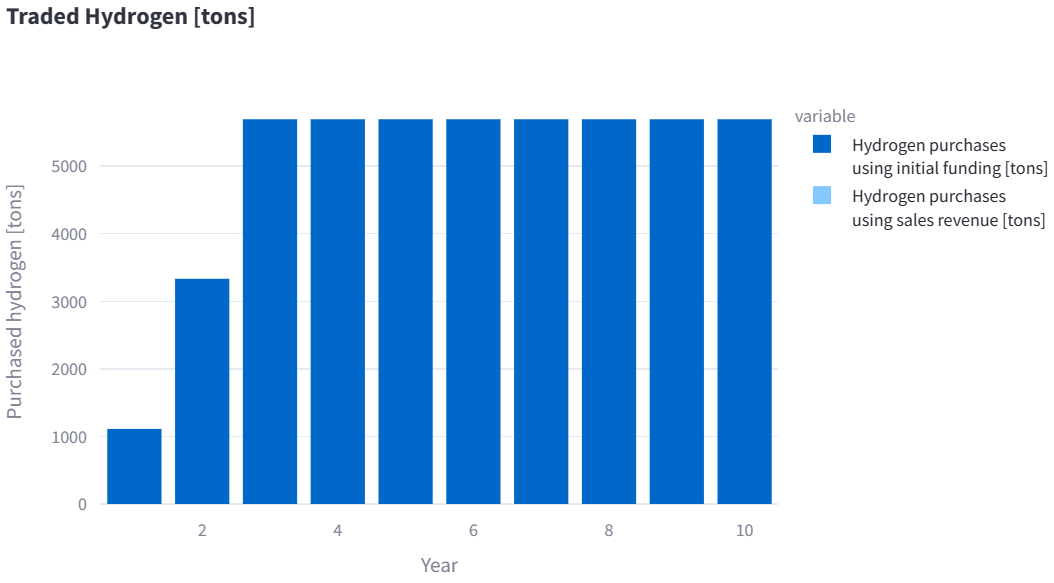 Traded Hydrogen [tons]
variable
Hydrogen purchases
using initial funding [tons]
Hydrogen purchases
using sales revenue [tons]
Purchased hydrogen [tons]
5000
4000
3000
2000
1000
0
2
4
6
8
10
Year